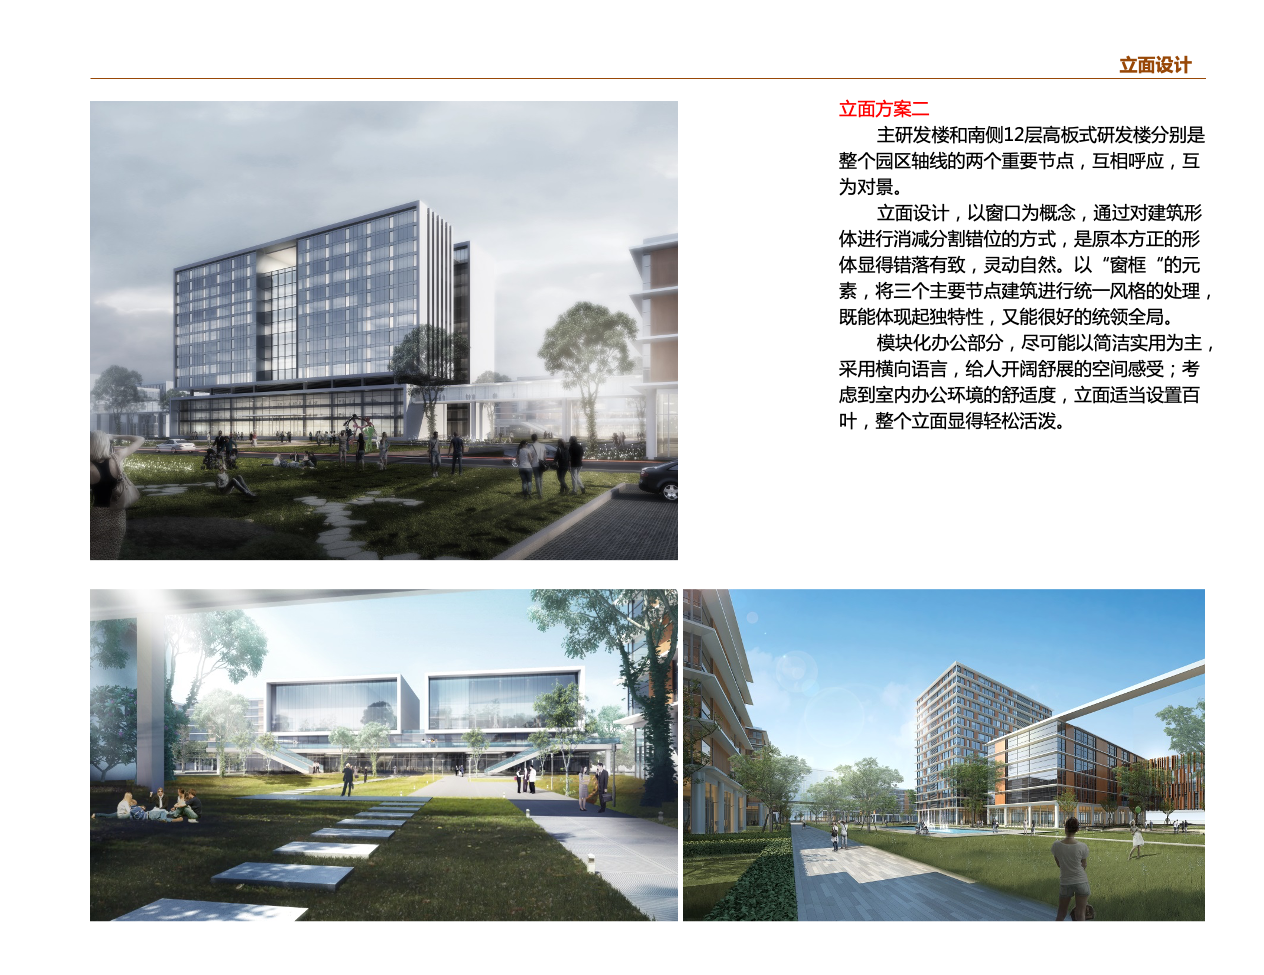 立面设计
立面方案二
主研发楼和南侧12层高板式研发楼分别是
整个园区轴线的两个重要节点，互相呼应，互
为对景。
立面设计，以窗口为概念，通过对建筑形
体进行消减分割错位的方式，是原本方正的形
体显得错落有致，灵动自然。以“窗框“的元
素，将三个主要节点建筑进行统一风格的处理，
既能体现起独特性，又能很好的统领全局。
模块化办公部分，尽可能以简洁实用为主，
采用横向语言，给人开阔舒展的空间感受；考
虑到室内办公环境的舒适度，立面适当设置百
叶，整个立面显得轻松活泼。